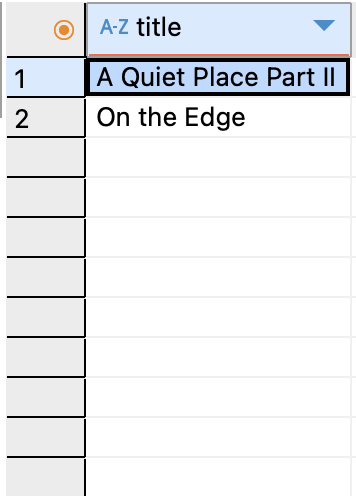 A-Z title
1 A Quiet Place Part II
2 On the Edge